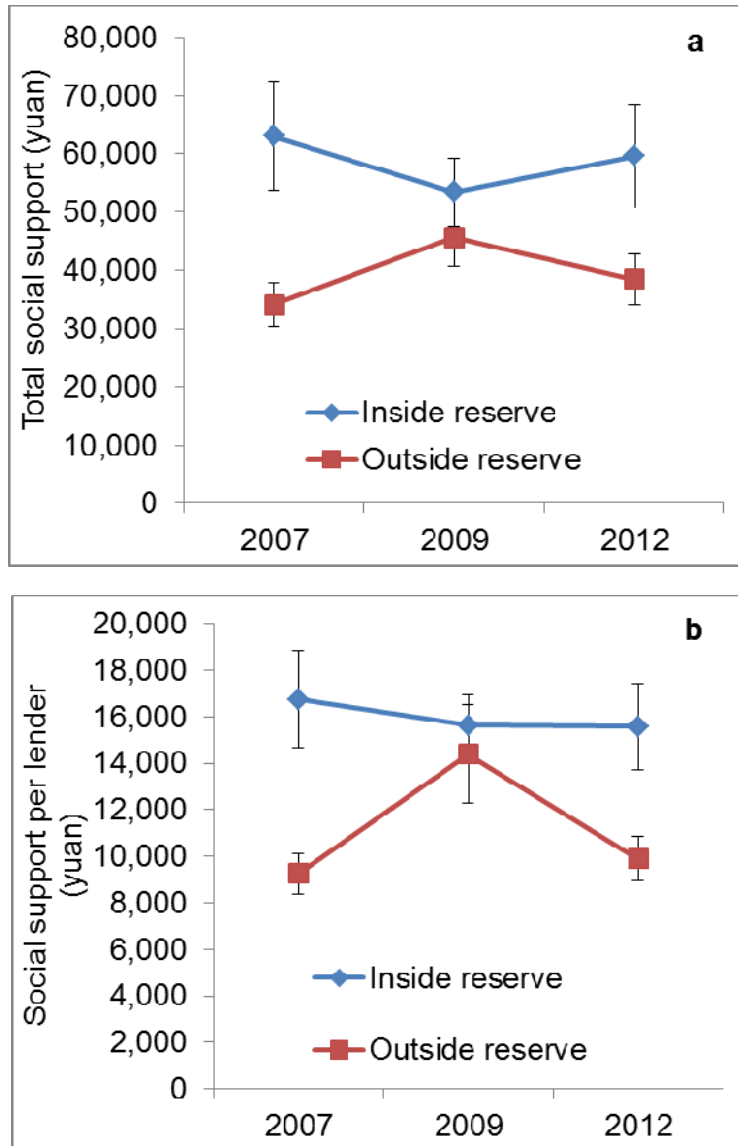 a
Total social support (yuan)
80,000
70,000
60,000
50,000
40,000
30,000
20,000
10,000
0
Inside reserve
Outside reserve
2007 2009 2012
b
Social support per lender
(yuan)
20,000
18,000
16,000
14,000
12,000
10,000
8,000
6,000
4,000
2,000
0
Inside reserve
Outside reserve
2007 2009 2012